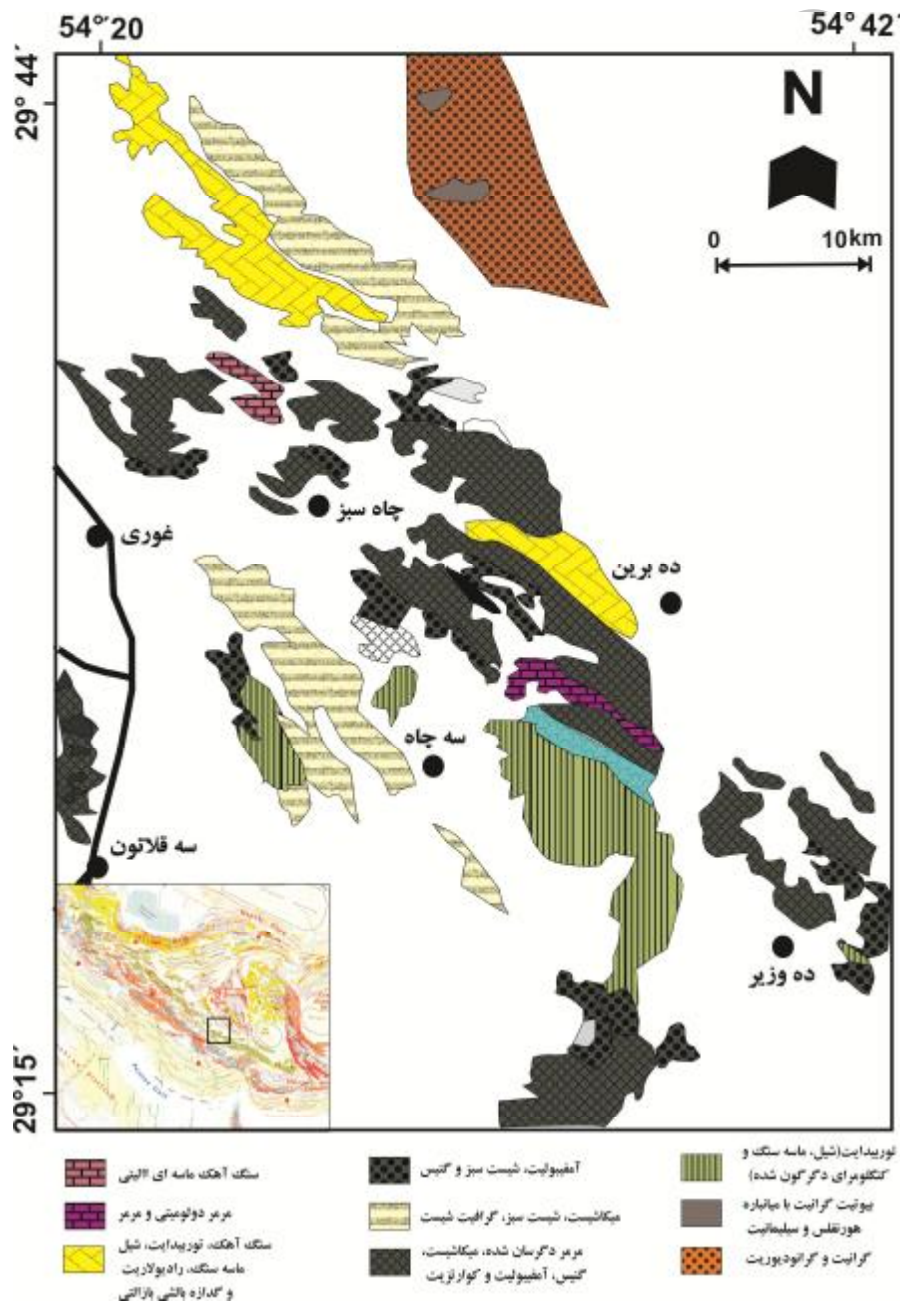 54° 20´
54° 42´
29° 44´
N
0 10km
چاه سبز
غوری
ده برین
سه چاه
سه قلاتون
ده وزیر
29°15´
سنگ آهک ماسه ای االیتی
مرمر دولومیتی و مرمر
سنگ آهک، توربیدایت، شیل
ماسه سنگ، رادیولاریت
و گدازه بالشی بازالتی
آمفیبولیت، شیست سبز و گنیس
میکاشیست، شیست سبز، گرافیت شیست
مرمر دگرسان شده، میکاشیست،
گنیس، آمفیبولیت و کوارتزیت
توربیدایت(شیل، ماسه سنگ و
کنگلومرای دگرگون شده)
بیوتیت گرانیت با میانباره
هورنفلس و سیلیمانیت
گرانیت و گرانودیوریت